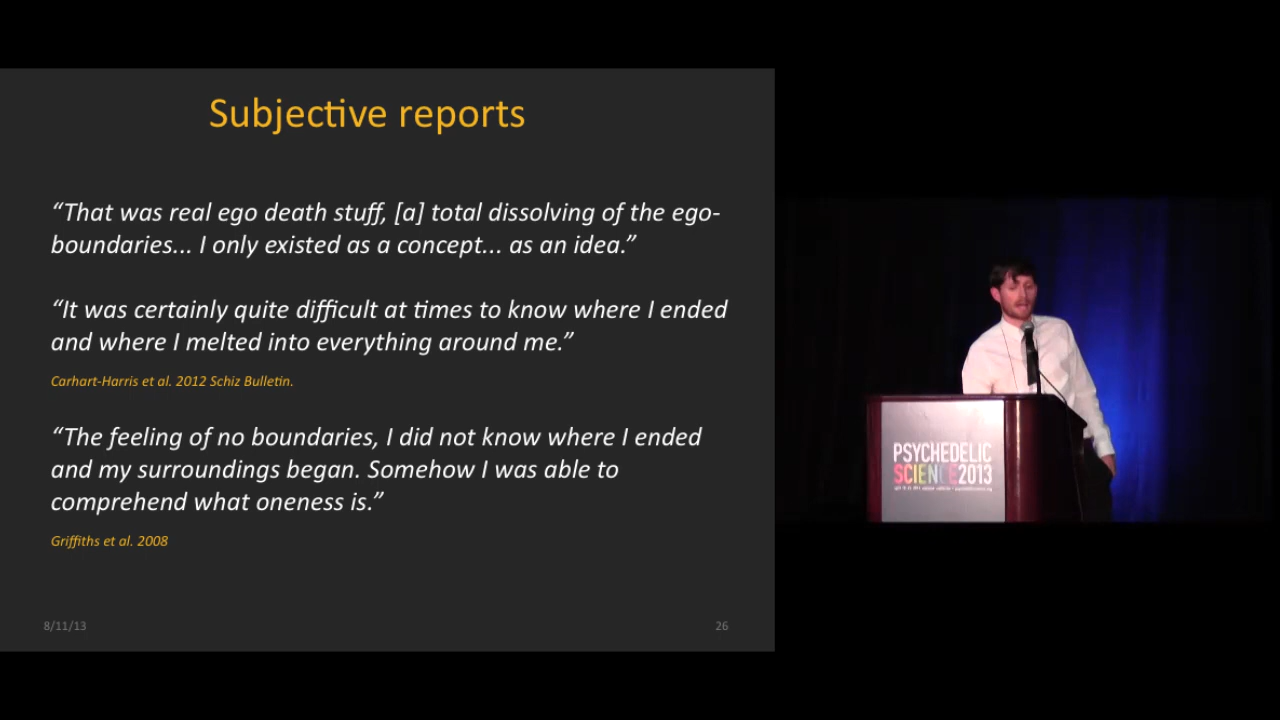 Subjective reports
“That was real ego death stuff, [a] total dissolving of the ego-
boundaries... I only existed as a concept... as an idea.”
“It was certainly quite difficult at times to know where I ended
and where I melted into everything around me.”
Carhart-Harris et al. 2012 Schiz Bulletin.
“The feeling of no boundaries, I did not know where I ended
and my surroundings began. Somehow I was able to
comprehend what oneness is.”
Griffiths et al. 2008
8/11/13
26
PSYCHEDELIC
SCIENCE2013